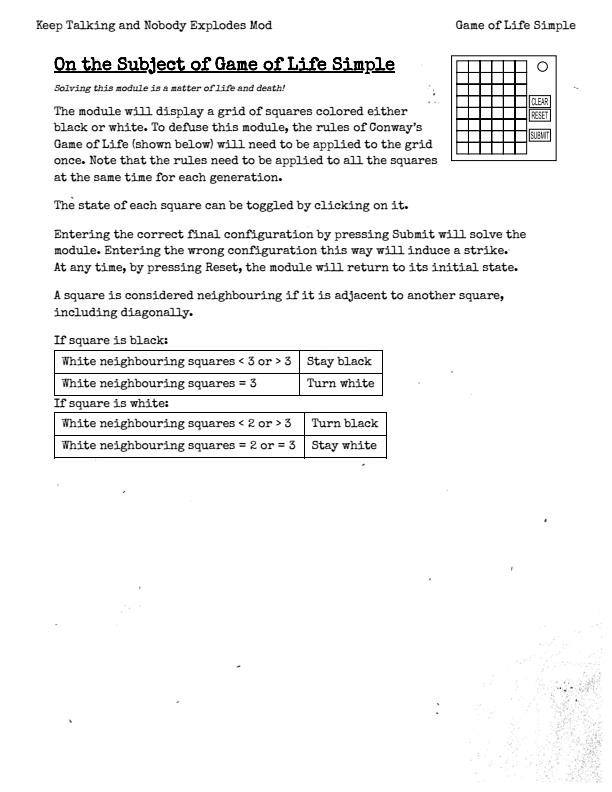 Keep Talking and Nobody Explodes Mod
Game of Life Simple
On the Subject of Game of Life Simple
Solving this module is a matter of life and death!
The module will display a grid of squares colored either
black or white. To defuse this module, the rules of Conway's
Game of Life (shown below) will need to be applied to the grid
once. Note that the rules need to be applied to all the squares
at the same time for each generation.
CLEAR
RESET
SUBMIT
The state of each square can be toggled by clicking on it.
Entering the correct final configuration by pressing Submit will solve the
module. Entering the wrong configuration this way will induce a strike.
At any time, by pressing Reset, the module will return to its initial state.
A square is considered neighbouring if it is adjacent to another square,
including diagonally.
If square is black:
White neighbouring squares < 3 or > 3 Stay black
White neighbouring squares = 3 Turn white
If square is white:
White neighbouring squares < 2 or > 3 Turn black
White neighbouring squares = 2 or = 3 Stay white